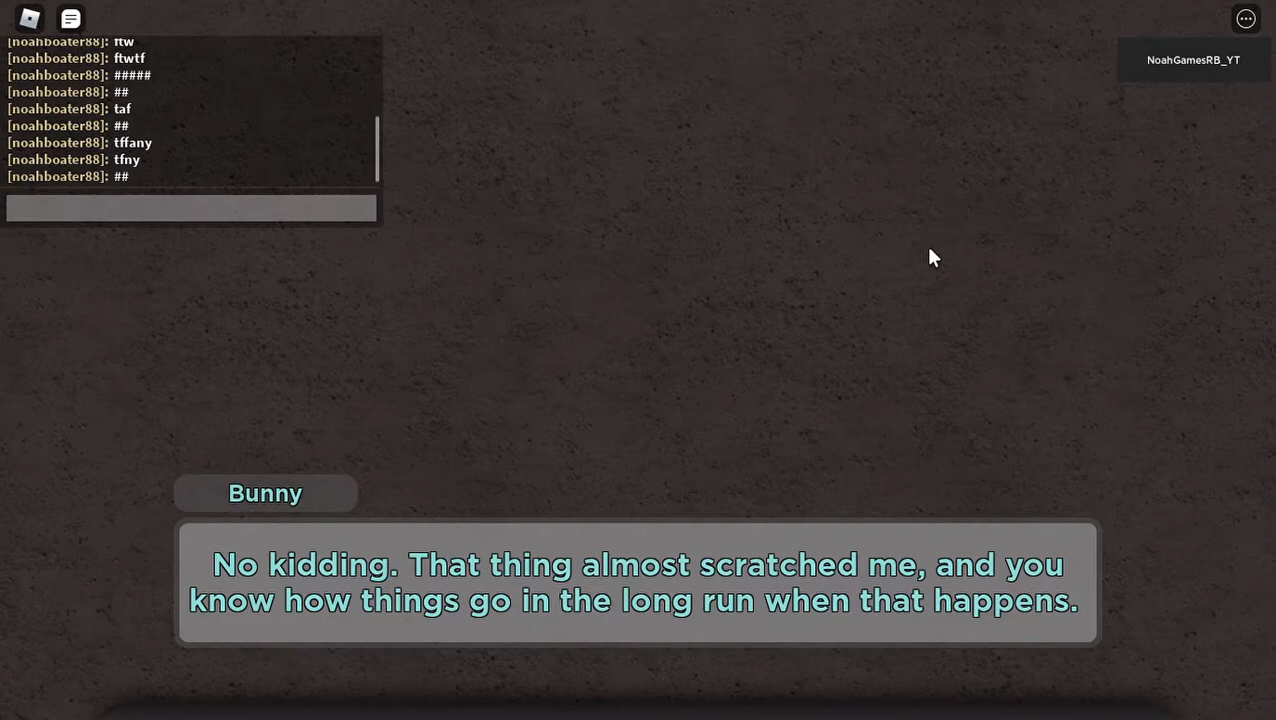 [noahboater88]: ftw
[noahboater88]: ftwtf
[noahboater88]: #####
[noahboater88]: ##
[noahboater88]: taf
[noahboater88]: ##
[noahboater88]: tffany
[noahboater88]: tfny
[noahboater88]: ##
NoahGamesRB_YT
Bunny
No kidding. That thing almost scratched me, and you
know how things go in the long run when that happens.